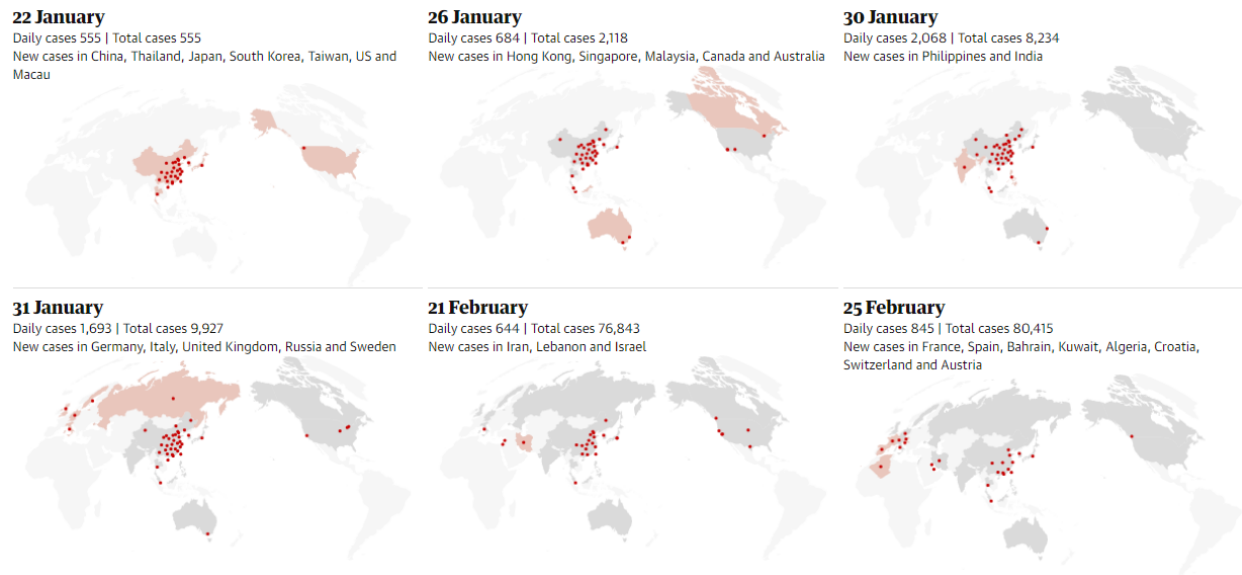 22 January
Daily cases 555 | Total cases 555
New cases in China, Thailand, Japan, South Korea, Taiwan, US and
Macau
26 January
Daily cases 684 | Total cases 2,118
New cases in Hong Kong, Singapore, Malaysia, Canada and Australia
30 January
Daily cases 2,068 | Total cases 8,234
New cases in Philippines and India
31 January
Daily cases 1,693 | Total cases 9,927
New cases in Germany, Italy, United Kingdom, Russia and Sweden
21 February
Daily cases 644 | Total cases 76,843
New cases in Iran, Lebanon and Israel
25 February
Daily cases 845 | Total cases 80,415
New cases in France, Spain, Bahrain, Kuwait, Algeria, Croatia,
Switzerland and Austria